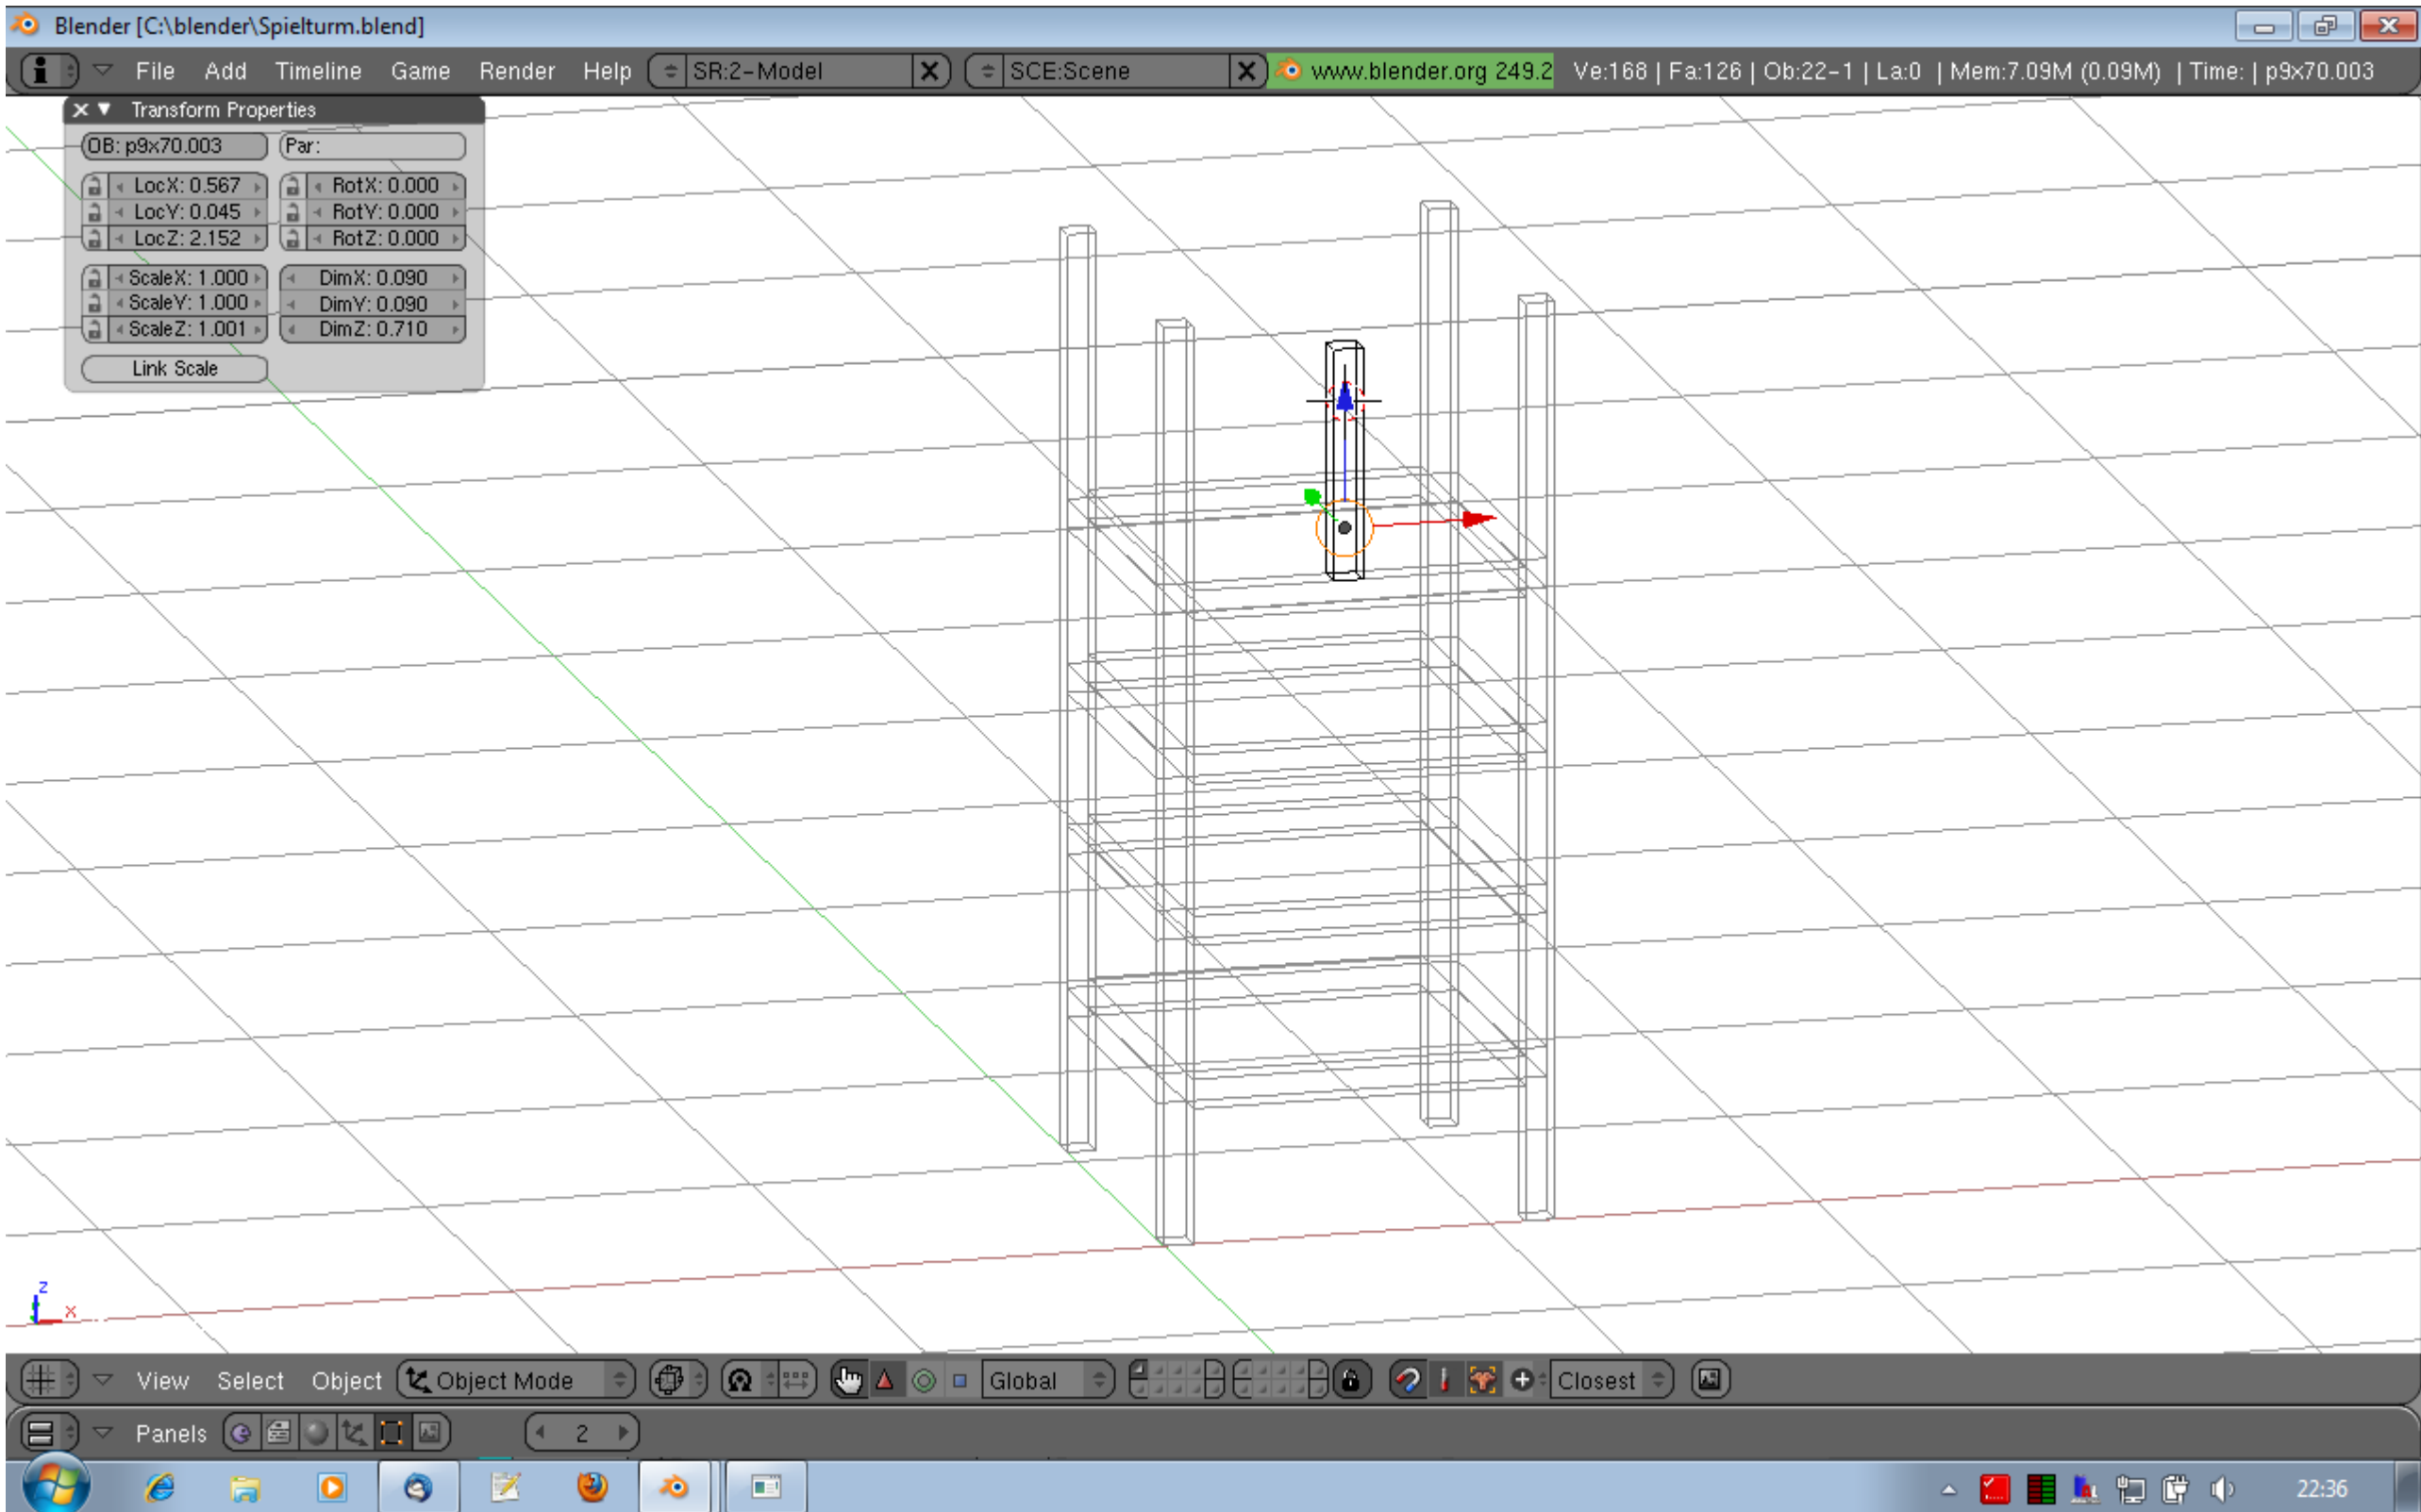 Blender [C:\blender\Spielturm.blend]
File Add Timeline Game Render Help SR:2-Model X SCE:Scene X www.blender.org 249.2 Ve:168 | Fa:126 | Ob:22-1 | La:0 | Mem:7.09M (0.09M) | Time: | p9x70.003
Transform Properties
OB: p9x70.003 Par:
LocX: 0.567 RotX: 0.000
LocY: 0.045 RotY: 0.000
LocZ: 2.152 RotZ: 0.000
ScaleX: 1.000 DimX: 0.090
ScaleY: 1.000 DimY: 0.090
ScaleZ: 1.001 DimZ: 0.710
Link Scale
z
x
View Select Object Object Mode Global Closest
Panels 2
22:36